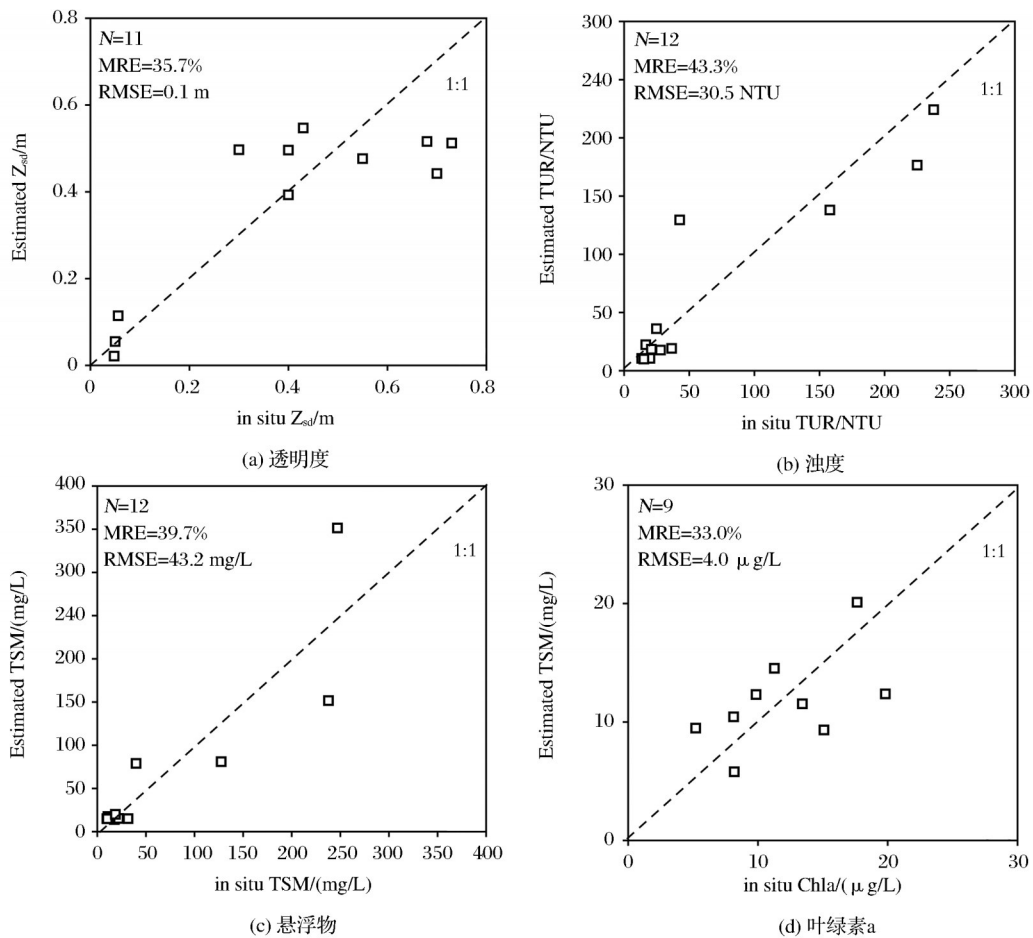 0.8
0.6
0.4
0.2
0
N=11
MRE=35.7%
RMSE=0.1 m
1:1
Estimated Zsd/m
0 0.2 0.4 0.6 0.8
in situ Zsd/m
(a) 透明度
300
240
200
150
100
50
0
N=12
MRE=43.3%
RMSE=30.5 NTU
1:1
Estimated TUR/NTU
0 50 100 150 200 250 300
in situ TUR/NTU
(b) 浊度
400
350
300
240
200
150
100
50
0
N=12
MRE=39.7%
RMSE=43.2 mg/L
1:1
Estimated TSM/(mg/L)
0 50 100 150 200 250 300 350 400
in situ TSM/(mg/L)
(c) 悬浮物
30
20
10
0
N=9
MRE=33.0%
RMSE=4.0 μg/L
1:1
Estimated TSM/(mg/L)
0 10 20 30
in situ Chla/(μg/L)
(d) 叶绿素a